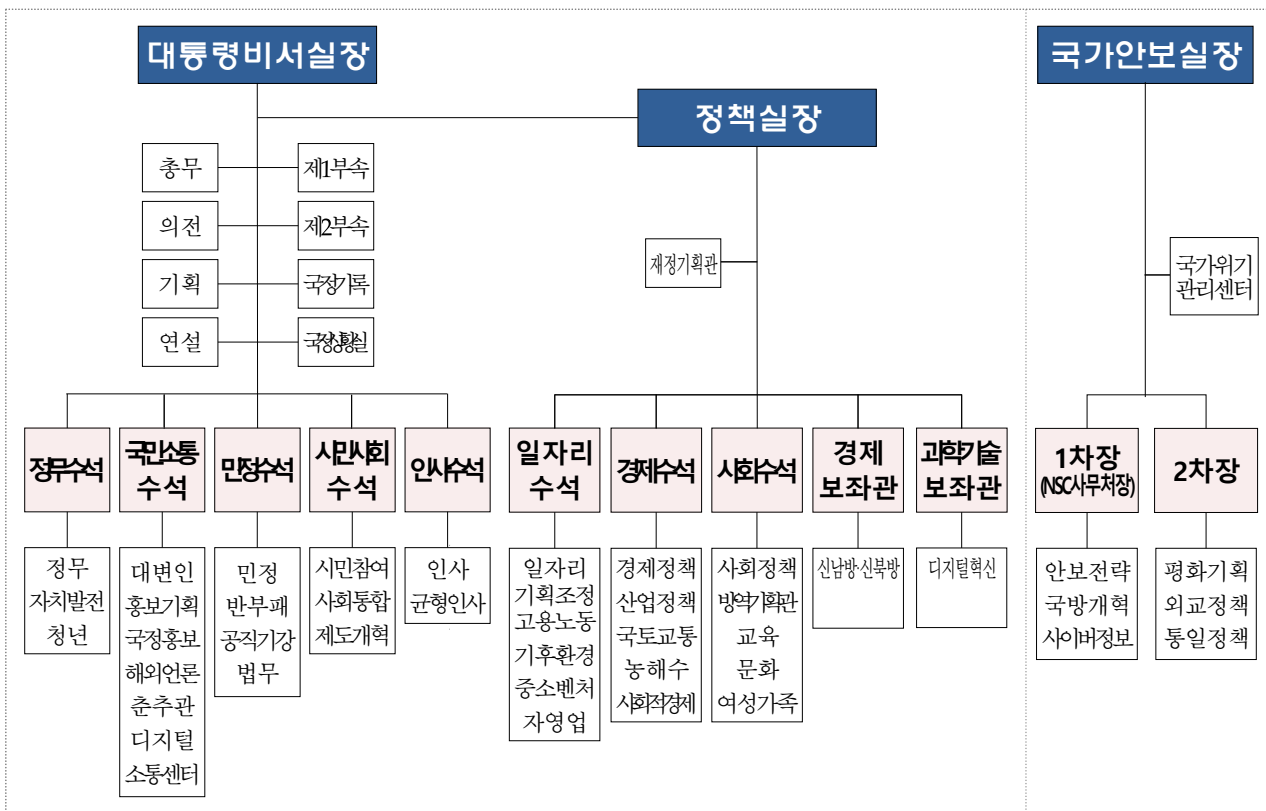 대통령비서실장
국가안보실장
정책실장
총무
제1부속
의전
제2부속
기획
국정기록
연설
국정상황실
재정기획관
국가위기
관리센터
정무수석
국민소통
수석
민정수석
시민사회
수석
인사수석
일자리
수석
경제수석
사회수석
경제
보좌관
과학기술
보좌관
1차장
(NSC사무처장)
2차장
정무
자치발전
청년
대변인
홍보기획
국정홍보
해외언론
춘추관
디지털
소통센터
민정
반부패
공직기강
법무
시민참여
사회통합
제도개혁
인사
균형인사
일자리
기획조정
고용노동
기후환경
중소벤처
자영업
경제정책
산업정책
국토교통
농해수
사회적경제
사회정책
방역기획관
교육
문화
여성가족
신남방·신북방
디지털혁신
안보전략
국방개혁
사이버정보
평화기획
외교정책
통일정책